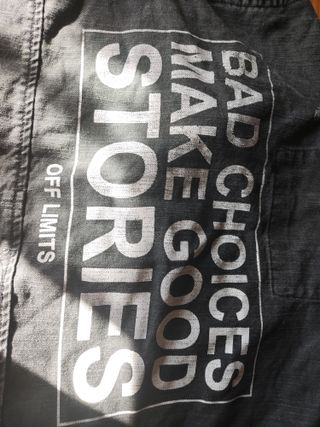 BAD CHOICES
MAKE GOOD
STORIES
OFF LIMITS